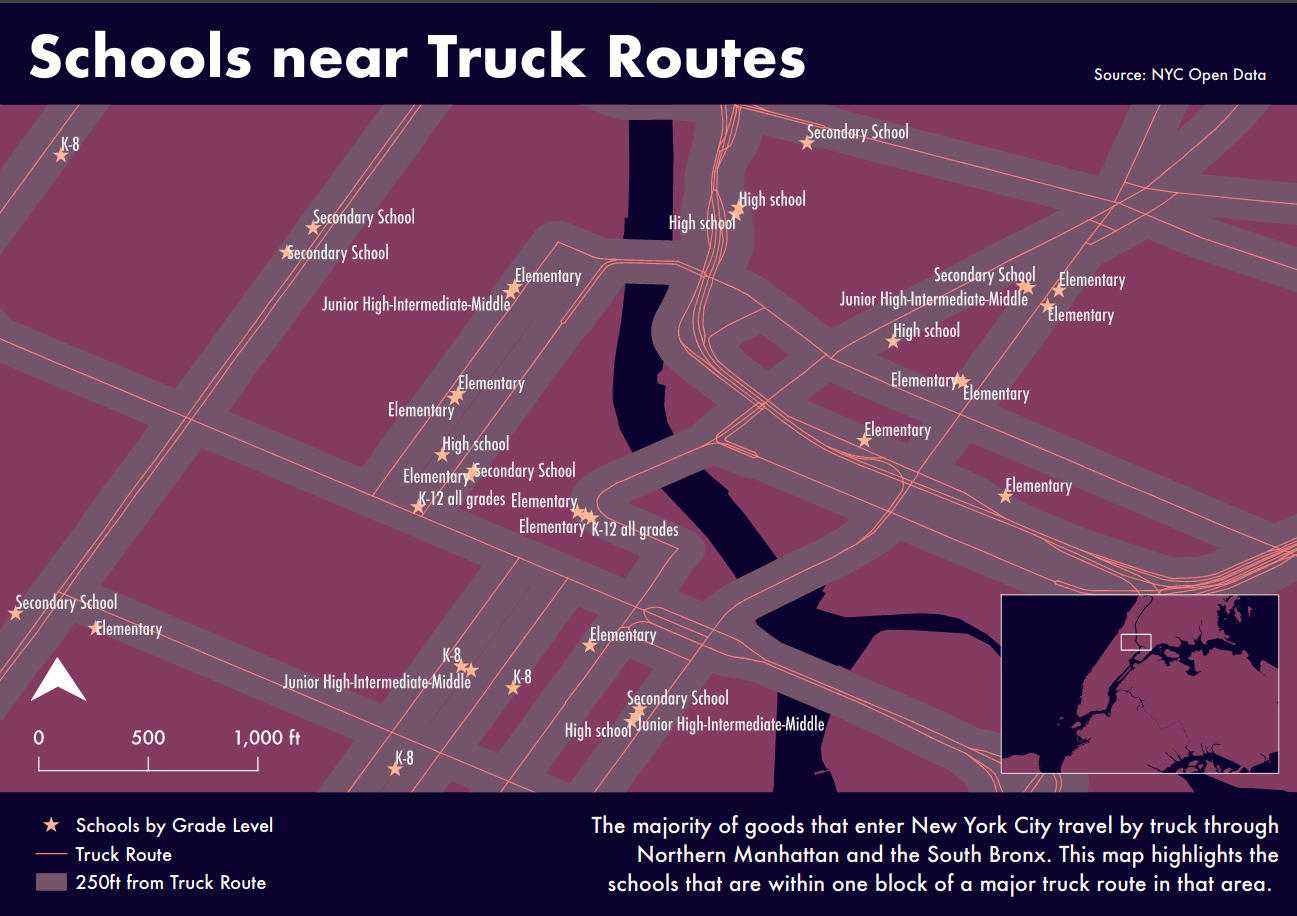 Schools near Truck Routes
Source: NYC Open Data
Secondary School
K-8
High school
Secondary School
High school
Secondary School
Secondary School
Elementary
Elementary
Junior High-Intermediate-Middle
Junior High-Intermediate-Middle
Elementary
Elementary
High school
Elementary
Elementary
Elementary
Elementary
Elementary
High school
Secondary School
Elementary
Elementary
K-12 all grades
Elementary
Elementary
K-12 all grades
Secondary School
Elementary
Elementary
K-8
K-8
Junior High-Intermediate-Middle
Secondary School
Junior High-Intermediate-Middle
High school
K-8
0 500 1,000 ft
Schools by Grade Level
Truck Route
250ft from Truck Route
The majority of goods that enter New York City travel by truck through
Northern Manhattan and the South Bronx. This map highlights the
schools that are within one block of a major truck route in that area.